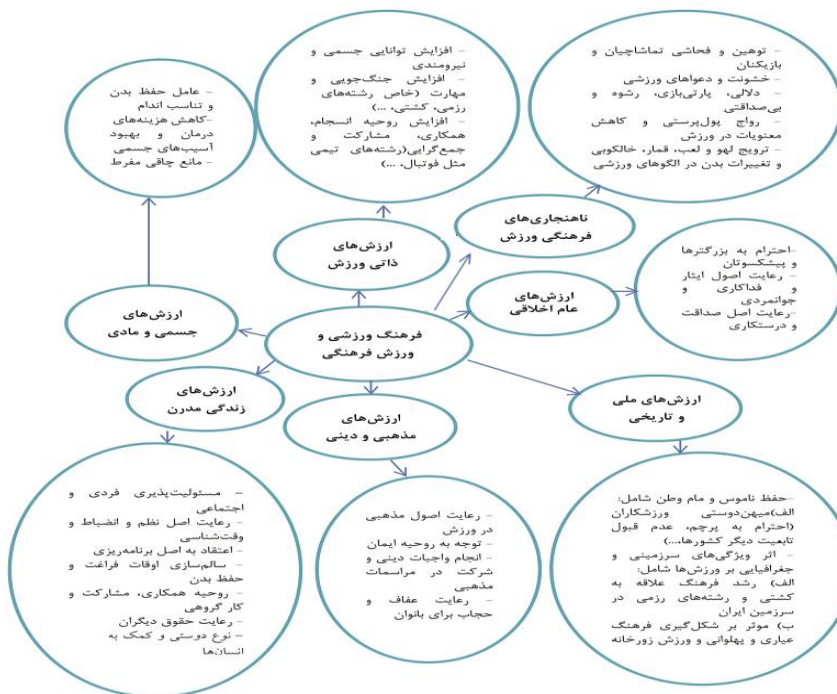 – توهین و فحاشی تماشاچیان و
بازیکنان
– خشونت و دعواهای ورزشی
– دلالی، پارتی‌بازی، رشوه و
بی‌صداقتی
– رواج پول‌پرستی و کاهش
معنویات در ورزش
– ترویج لهو و لعب، قمار، خالکوبی
و تغییرات بدن در الگوهای ورزشی
– افزایش توانایی جسمی و
نیرومندی
– افزایش جنگ‌جویی و
مهارت (خاص رشته‌های
رزمی، کشتی، ...)
– افزایش روحیه انسجام،
همکاری، مشارکت و
جمع‌گرایی(رشته‌های تیمی
مثل فوتبال، ...)
– عامل حفظ بدن
و تناسب اندام
–کاهش هزینه‌های
درمان و بهبود
آسیب‌های جسمی
– مانع چاقی مفرط
ناهنجاری‌های
فرهنگی ورزش
ارزش‌های
ذاتی ورزش
–احترام به بزرگترها
و پیشکسوتان
– رعایت اصول ایثار
و فداکاری و
جوانمردی
–رعایت اصل صداقت
و درستکاری
ارزش‌های
عام اخلاقی
ارزش‌های
جسمی و مادی
فرهنگ ورزشی و
ورزش فرهنگی
ارزش‌های ملی
و تاریخی
ارزش‌های
مذهبی و دینی
ارزش‌های
زندگی مدرن
–حفظ ناموس و مام وطن شامل:
الف)میهن‌دوستی ورزشکاران
(احترام به پرچم، عدم قبول
تابعیت دیگر کشورها،...)
– اثر ویژگی‌های سرزمینی و
جغرافیایی بر ورزش‌ها شامل:
الف) رشد فرهنگ علاقه به
کشتی و رشته‌های رزمی در
سرزمین ایران
ب) موثر بر شکل‌گیری فرهنگ
عیاری و پهلوانی و ورزش زورخانه
– رعایت اصول مذهبی
در ورزش
– توجه به روحیه ایمان
– انجام واجبات دینی و
شرکت در مراسمات
مذهبی
– رعایت عفاف و
حجاب برای بانوان
– مسئولیت‌پذیری فردی و
اجتماعی
– رعایت اصل نظم و انضباط و
وقت‌شناسی
– اعتقاد به اصل برنامه‌ریزی
– سالم‌سازی اوقات فراغت و
حفظ بدن
– روحیه همکاری، مشارکت و
کار گروهی
– رعایت حقوق دیگران
– نوع دوستی و کمک به
انسان‌ها